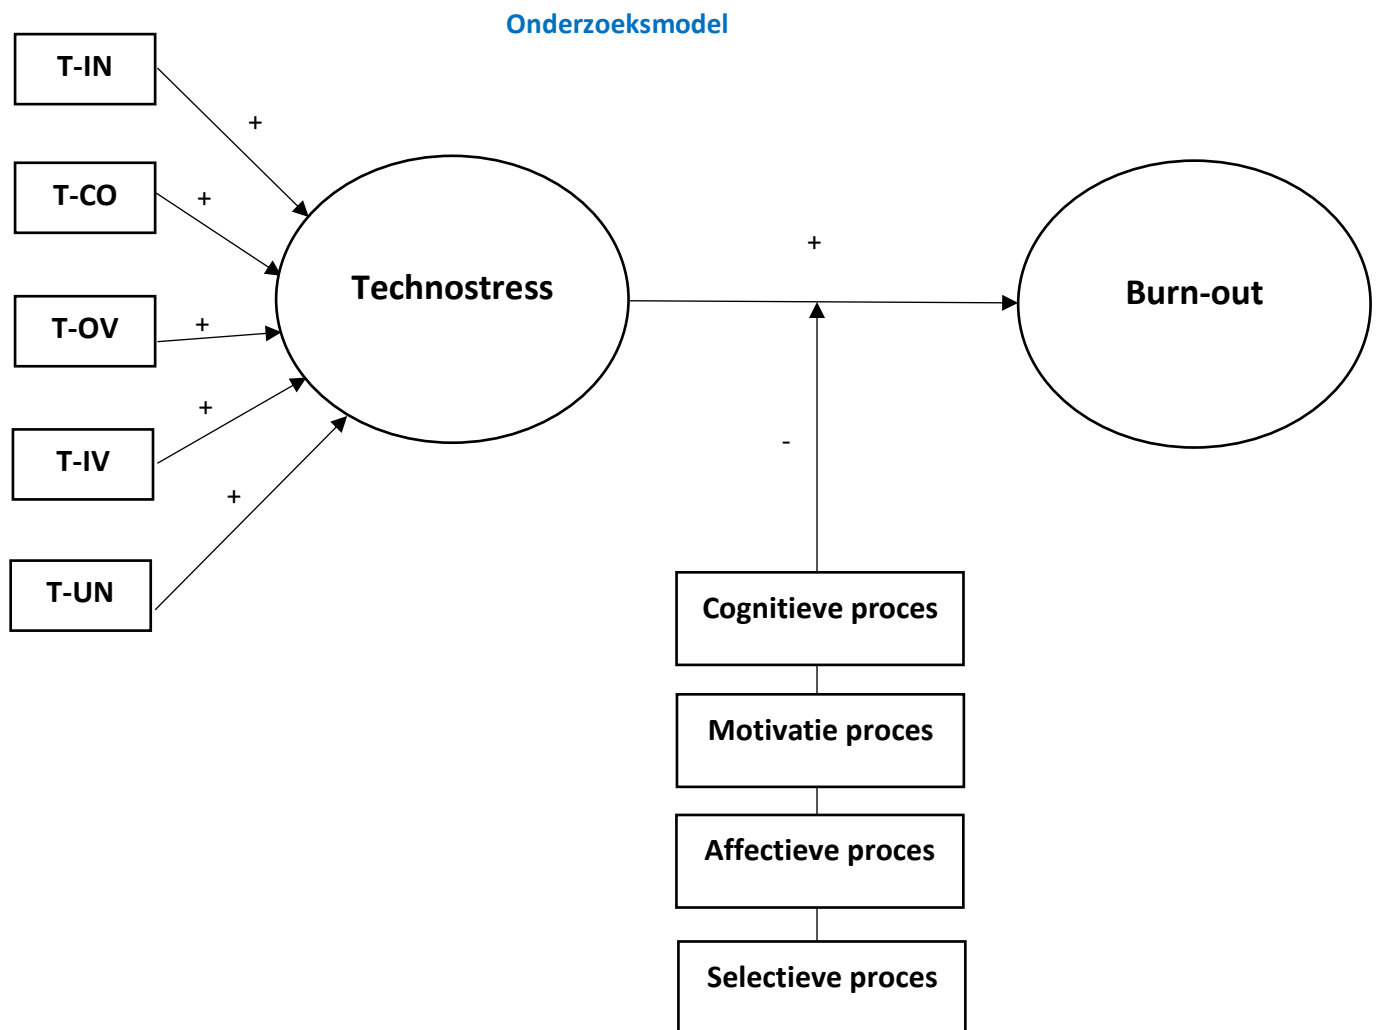 Onderzoeksmodel
T-IN
+
T-CO
+
T-OV
+
T-IV
+
T-UN
+
Technostress
+
Burn-out
-
Cognitieve proces
Motivatie proces
Affectieve proces
Selectieve proces